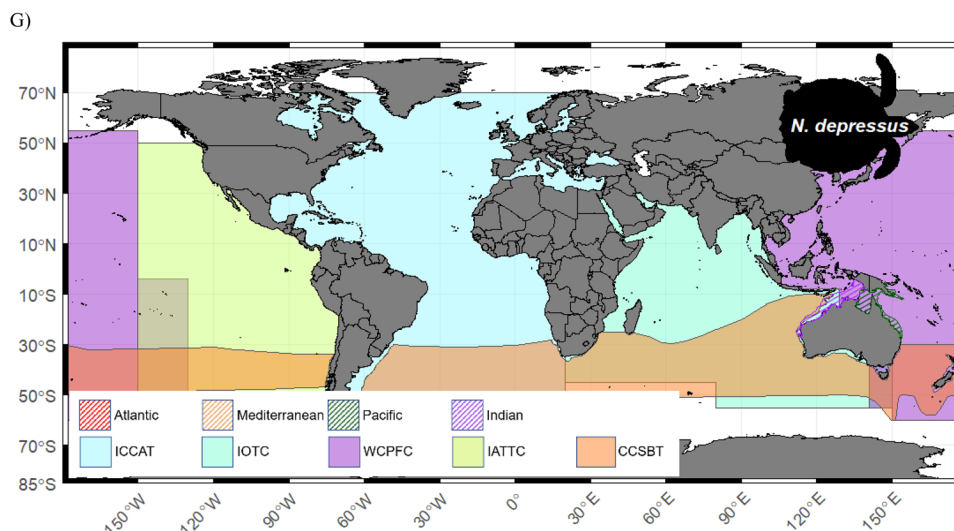 G)
N. depressus
70°N
50°N
30°N
10°N
10°S
30°S
50°S
70°S
85°S
Atlantic Mediterranean Pacific Indian
ICCAT IOTC WCPFC IATTC CCSBT
150°W 120°W 90°W 60°W 30°W 0° 30°E 60°E 90°E 120°E 150°E